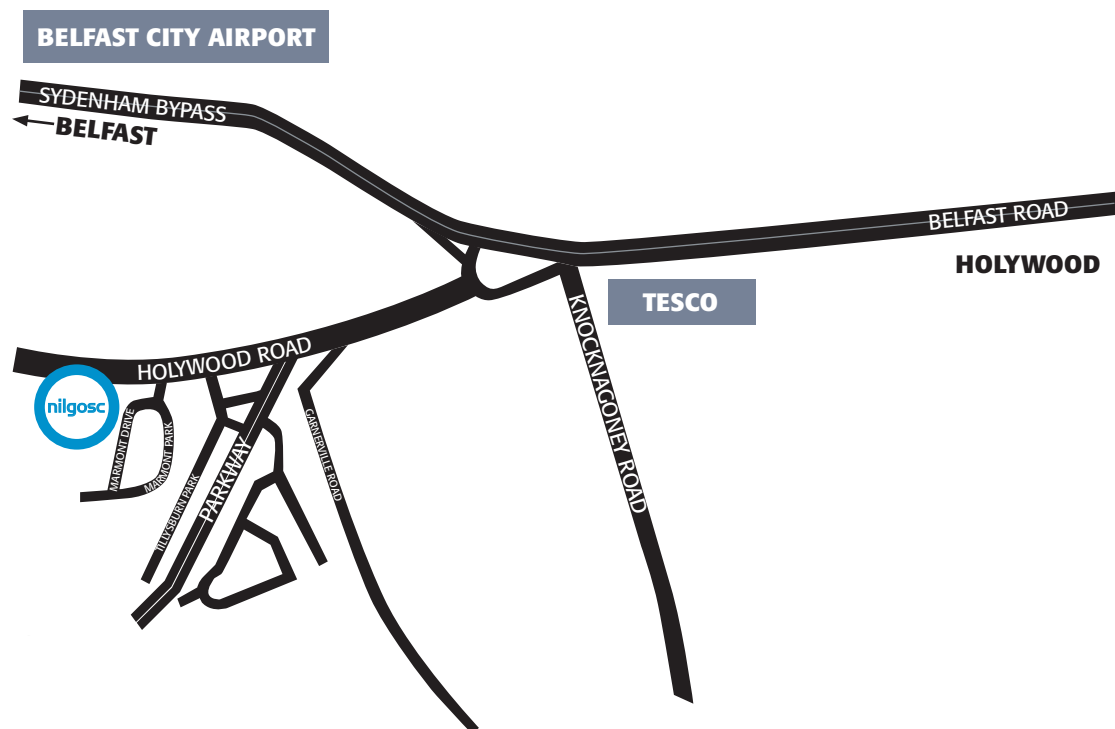 BELFAST CITY AIRPORT
SYDENHAM BYPASS
BELFAST
BELFAST ROAD
HOLYWOOD
TESCO
KNOCKNAGONEY ROAD
HOLYWOOD ROAD
nilgosc
MARMONT DRIVE
MARMONT PARK
TILLYSBURN PARK
PARKWAY
GARNERVILLE ROAD